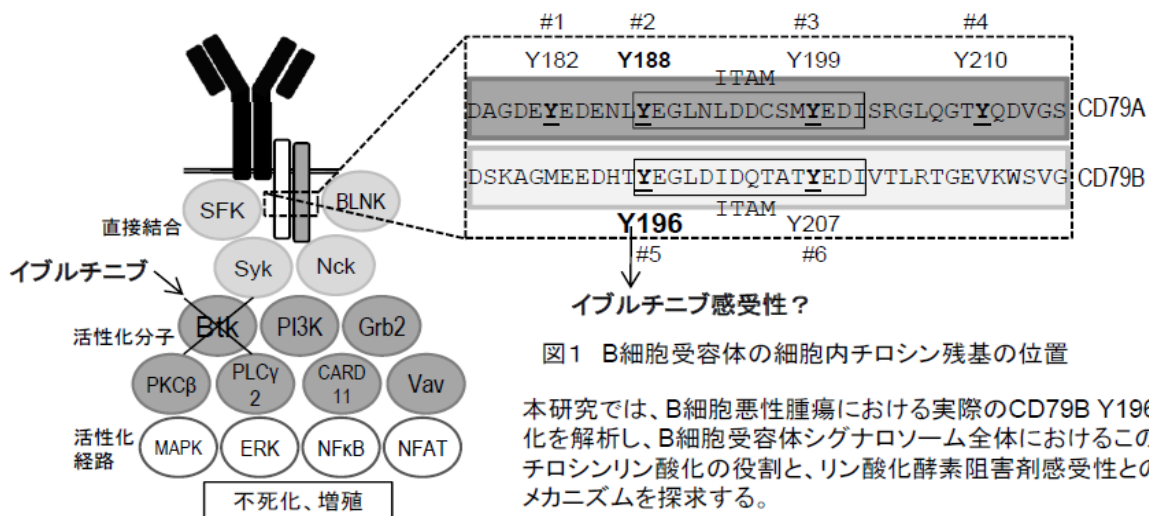 #1 #2 #3 #4
Y182 Y188 Y199 Y210
ITAM
DAGDEYEDENLYEGLNLDDCSMYEDISRGLQGTYQDVGS CD79A
DSKAGMEEDHTYEGLDIDQTATYEDIVTLRTGEVKWSVG CD79B
ITAM
Y196 Y207
#5 #6
イブルチニブ感受性？
図1 B細胞受容体の細胞内チロシン残基の位置
SFK BLNK
直接結合
Syk Nck
イブルチニブ
Btk PI3K Grb2
活性化分子
PKCβ PLCγ2 CARD11 Vav
活性化経路
MAPK ERK NFκB NFAT
不死化、増殖
本研究では、B細胞悪性腫瘍における実際のCD79B Y196
化を解析し、B細胞受容体シグナロソーム全体におけるこの
チロシンリン酸化の役割と、リン酸化酵素阻害剤感受性との
メカニズムを探求する。